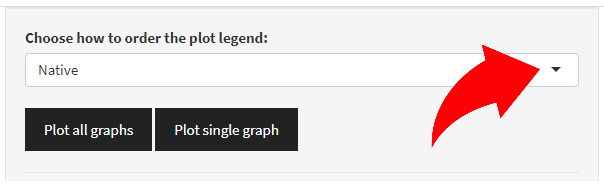 Choose how to order the plot legend:
Native
Plot all graphs Plot single graph